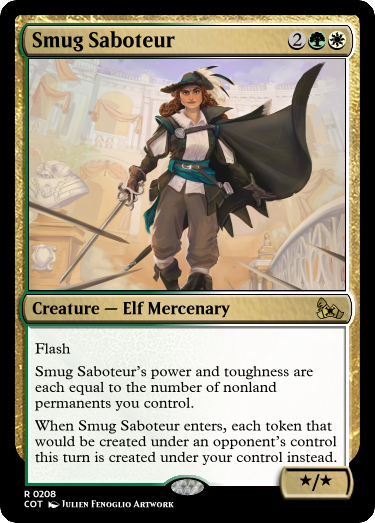 Smug Saboteur 2
Creature — Elf Mercenary
Flash
Smug Saboteur's power and toughness are
each equal to the number of nonland
permanents you control.
When Smug Saboteur enters, each token that
would be created under an opponent's control
this turn is created under your control instead.
★/★
R 0208
COT Julien Fenoglio Artwork